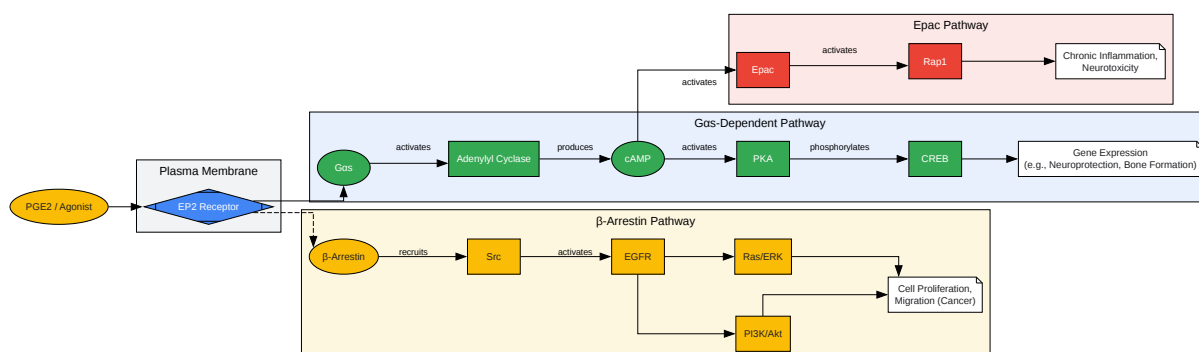 Epac Pathway
Epac
activates
Rap1
Chronic Inflammation,
Neurotoxicity
activates
Gαs-Dependent Pathway
Gαs
activates
Adenylyl Cyclase
produces
cAMP
activates
PKA
phosphorylates
CREB
Gene Expression
(e.g., Neuroprotection, Bone Formation)
Plasma Membrane
PGE2 / Agonist
EP2 Receptor
β-Arrestin Pathway
β-Arrestin
recruits
Src
activates
EGFR
Ras/ERK
Cell Proliferation,
Migration (Cancer)
PI3K/Akt